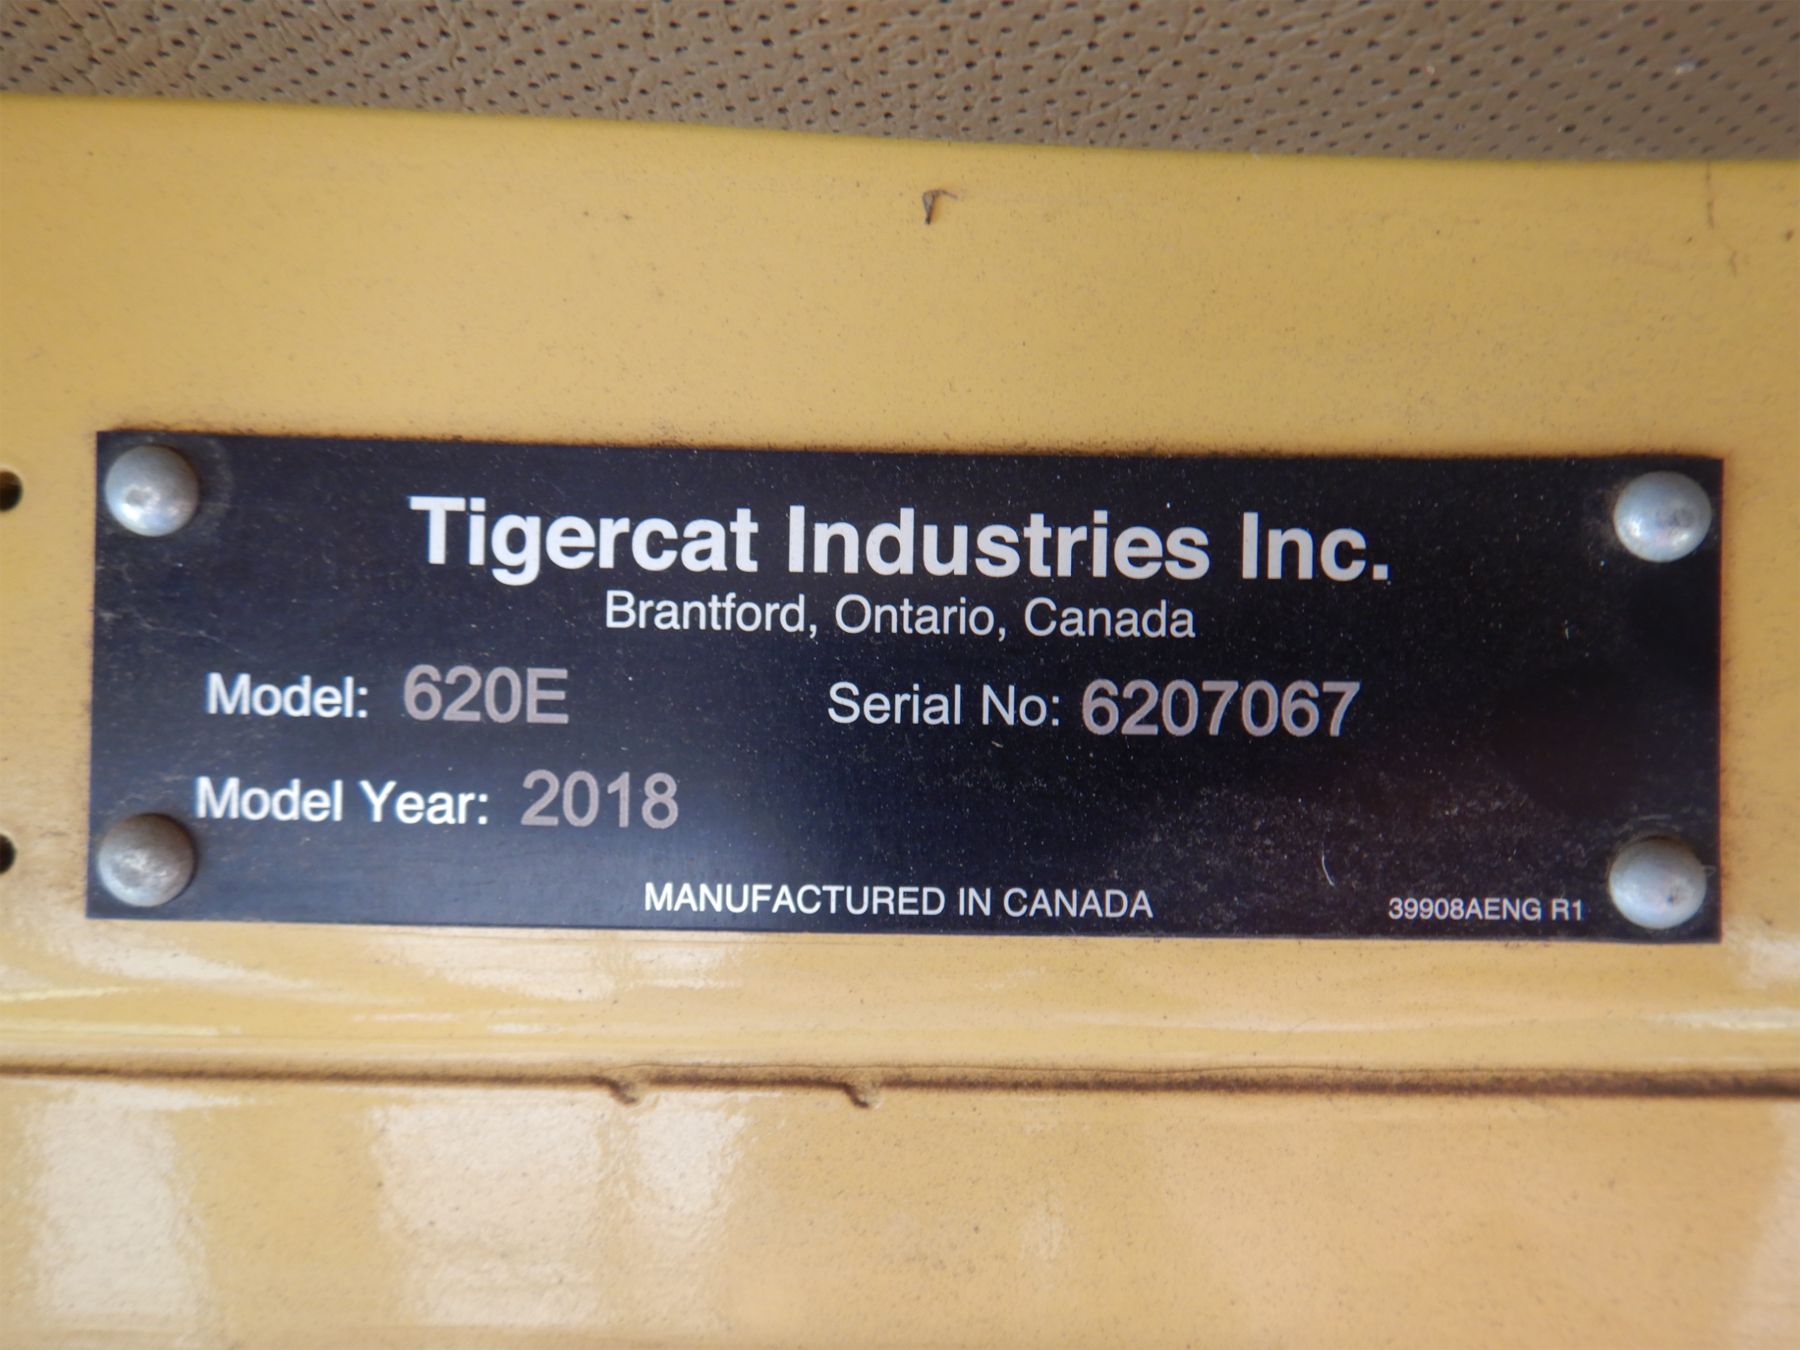 Tigercat Industries Inc.
Brantford, Ontario, Canada
Model: 620E Serial No: 6207067
Model Year: 2018
MANUFACTURED IN CANADA 39908AENG R1